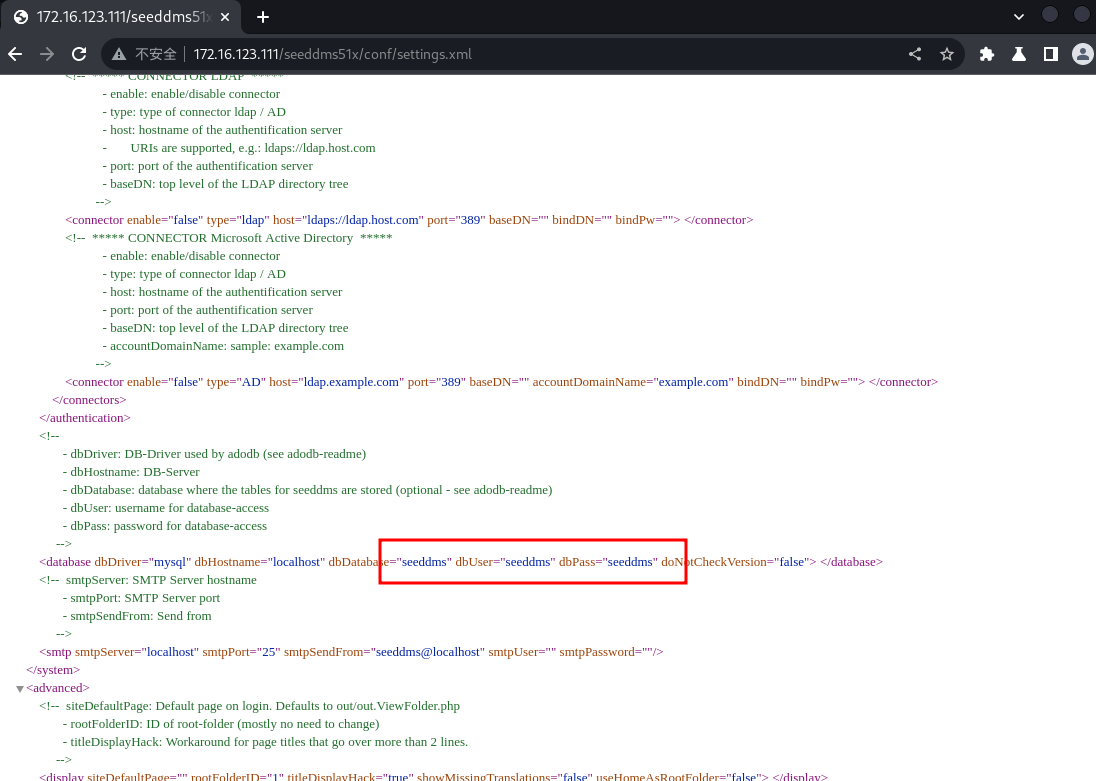 172.16.123.111/seeddms51x
不安全 172.16.123.111/seeddms51x/conf/settings.xml
<!-- ***** CONNECTOR LDAP *****
- enable: enable/disable connector
- type: type of connector ldap / AD
- host: hostname of the authentification server
- URIs are supported, e.g.: ldaps://ldap.host.com
- port: port of the authentification server
- baseDN: top level of the LDAP directory tree
-->
<connector enable="false" type="ldap" host="ldaps://ldap.host.com" port="389" baseDN="" bindDN="" bindPw=""> </connector>
<!-- ***** CONNECTOR Microsoft Active Directory *****
- enable: enable/disable connector
- type: type of connector ldap / AD
- host: hostname of the authentification server
- port: port of the authentification server
- baseDN: top level of the LDAP directory tree
- accountDomainName: sample: example.com
-->
<connector enable="false" type="AD" host="ldap.example.com" port="389" baseDN="" accountDomainName="example.com" bindDN="" bindPw=""> </connector>
</connectors>
</authentication>
<!--
- dbDriver: DB-Driver used by adodb (see adodb-readme)
- dbHostname: DB-Server
- dbDatabase: database where the tables for seeddms are stored (optional - see adodb-readme)
- dbUser: username for database-access
- dbPass: password for database-access
-->
<database dbDriver="mysql" dbHostname="localhost" dbDatabase="seeddms" dbUser="seeddms" dbPass="seeddms" doNotCheckVersion="false"> </database>
<!-- smtpServer: SMTP Server hostname
- smtpPort: SMTP Server port
- smtpSendFrom: Send from
-->
<smtp smtpServer="localhost" smtpPort="25" smtpSendFrom="seeddms@localhost" smtpUser="" smtpPassword=""/>
</system>
<advanced>
<!-- siteDefaultPage: Default page on login. Defaults to out/out.ViewFolder.php
- rootFolderID: ID of root-folder (mostly no need to change)
- titleDisplayHack: Workaround for page titles that go over more than 2 lines.
-->
<display siteDefaultPage="" rootFolderID="1" titleDisplayHack="true" showMissingTranslations="false" useHomeAsRootFolder="false"> </display>